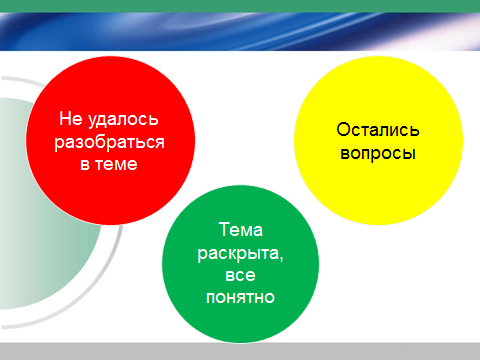 Не удалось
разобраться
в теме
Остались
вопросы
Тема
раскрыта,
все
понятно